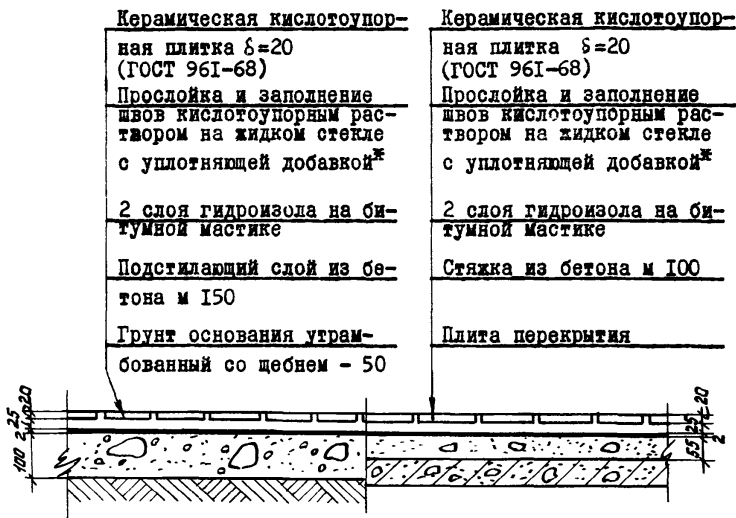 Керамическая кислотоупор-
ная плитка δ=20
(ГОСТ 961-68)
Прослойка и заполнение
швов кислотоупорным рас-
твором на жидком стекле
с уплотняющей добавкой*
2 слоя гидроизола на би-
тумной мастике
Подстилающий слой из бе-
тона м 150
Грунт основания утрам-
бованный со щебнем - 50
Керамическая кислотоупор-
ная плитка δ=20
(ГОСТ 961-68)
Прослойка и заполнение
швов кислотоупорным рас-
твором на жидком стекле
с уплотняющей добавкой*
2 слоя гидроизола на би-
тумной мастике
Стяжка из бетона м 100
Плита перекрытия
20
25
2
100
20
25
2
55